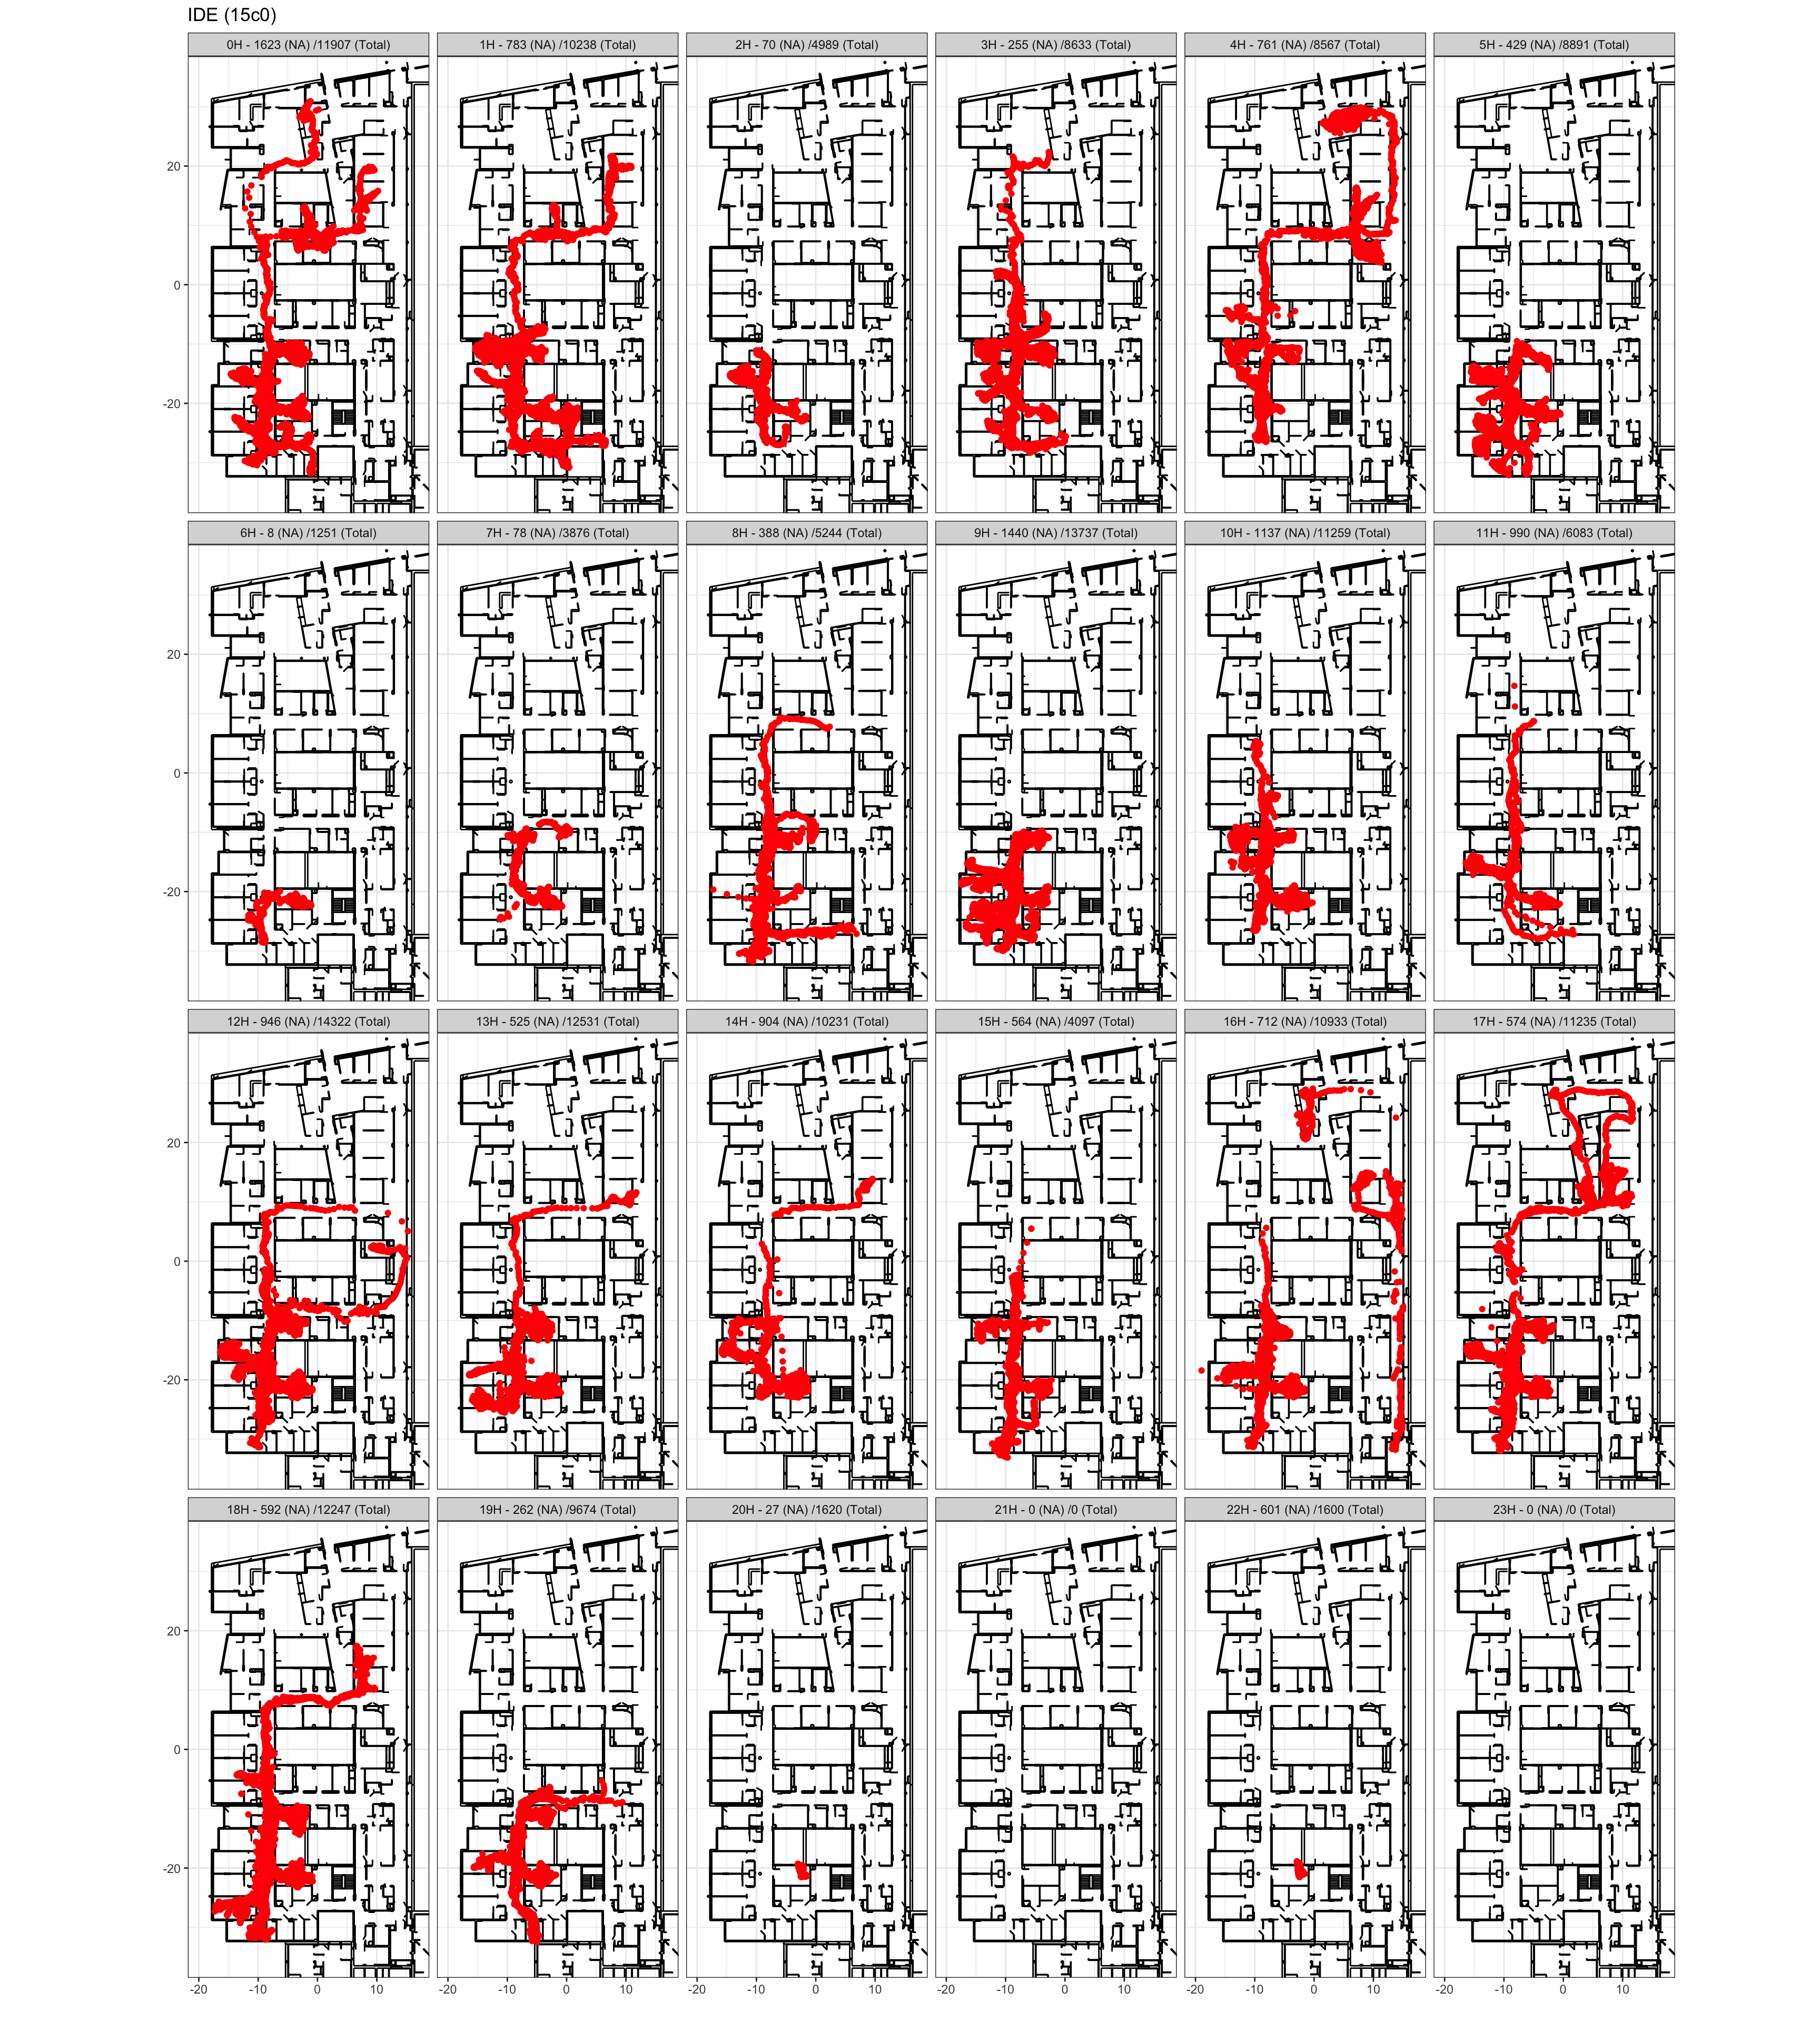 IDE (15c0)
0H - 1623 (NA) /11907 (Total)
1H - 783 (NA) /10238 (Total)
2H - 70 (NA) /4989 (Total)
3H - 255 (NA) /8633 (Total)
4H - 761 (NA) /8567 (Total)
5H - 429 (NA) /8891 (Total)
20
0
-20
6H - 8 (NA) /1251 (Total)
7H - 78 (NA) /3876 (Total)
8H - 388 (NA) /5244 (Total)
9H - 1440 (NA) /13737 (Total)
10H - 1137 (NA) /11259 (Total)
11H - 990 (NA) /6083 (Total)
20
0
-20
12H - 946 (NA) /14322 (Total)
13H - 525 (NA) /12531 (Total)
14H - 904 (NA) /10231 (Total)
15H - 564 (NA) /4097 (Total)
16H - 712 (NA) /10933 (Total)
17H - 574 (NA) /11235 (Total)
20
0
-20
18H - 592 (NA) /12247 (Total)
19H - 262 (NA) /9674 (Total)
20H - 27 (NA) /1620 (Total)
21H - 0 (NA) /0 (Total)
22H - 601 (NA) /1600 (Total)
23H - 0 (NA) /0 (Total)
20
0
-20
-20 -10 0 10
-20 -10 0 10
-20 -10 0 10
-20 -10 0 10
-20 -10 0 10
-20 -10 0 10